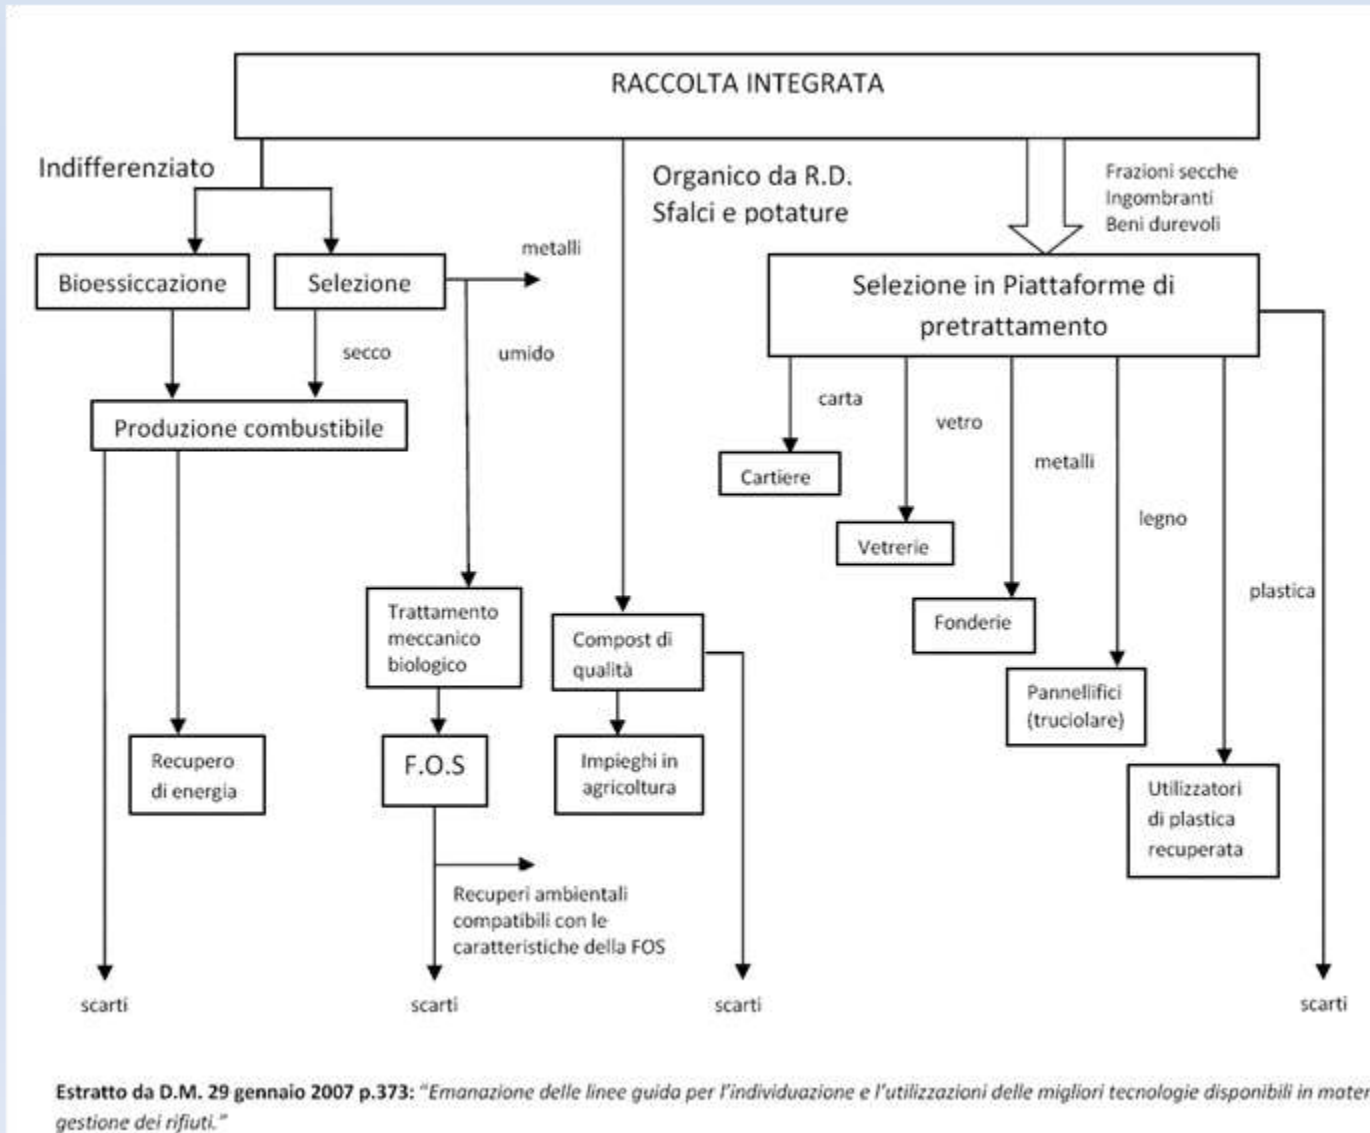 RACCOLTA INTEGRATA
Indifferenziato
Organico da R.D.
Sfalci e potature
Frazioni secche
Ingombranti
Beni durevoli
Bioessiccazione
Selezione
metalli
Selezione in Piattaforme di
pretrattamento
secco
umido
Produzione combustibile
carta
vetro
metalli
legno
plastica
Cartiere
Vetrerie
Fonderie
Pannellifici
(truciolare)
Utilizzatori
di plastica
recuperata
Trattamento
meccanico
biologico
Compost di
qualità
Recupero
di energia
F.O.S
Impieghi in
agricoltura
Recuperi ambientali
compatibili con le
caratteristiche della FOS
scarti
scarti
scarti
scarti
Estratto da D.M. 29 gennaio 2007 p.373: "Emanazione delle linee guida per l'individuazione e l'utilizzazioni delle migliori tecnologie disponibili in
gestione dei rifiuti."